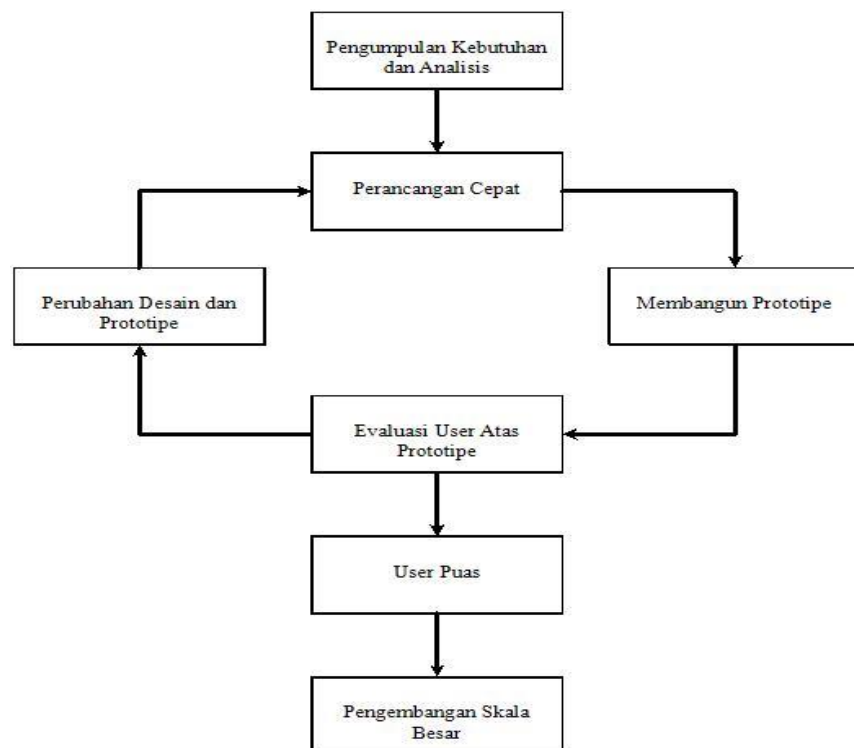 Pengumpulan Kebutuhan
dan Analisis
Perancangan Cepat
Perubahan Desain dan
Prototipe
Membangun Prototipe
Evaluasi User Atas
Prototipe
User Puas
Pengembangan Skala
Besar